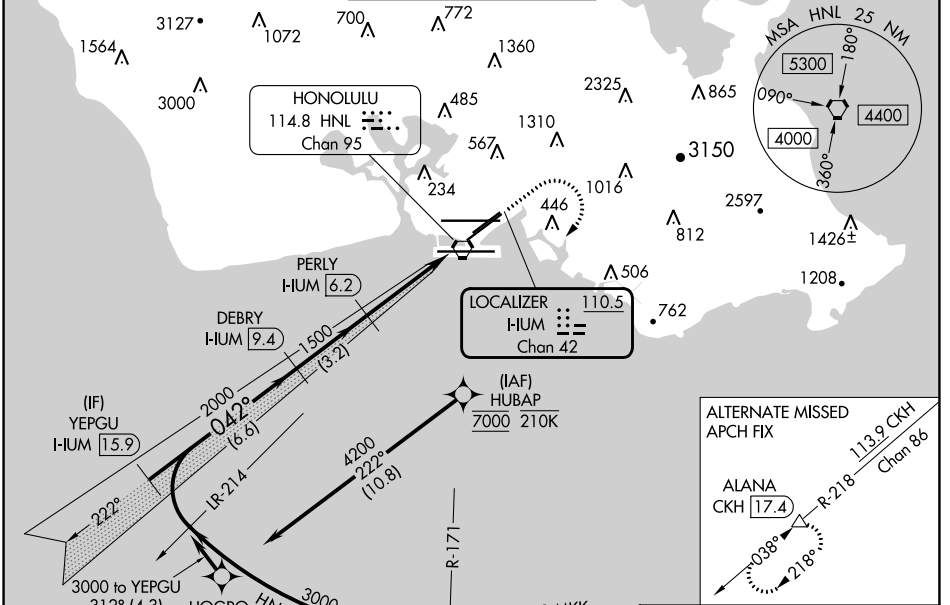 3127
1072
700
772
1564
1360
3000
485
2325
865
567
1310
3150
234
1016
446
2597
812
1426±
506
1208
762
MSA HNL 25 NM
180°
5300
090°
4400
4000
360°
HONOLULU
114.8 HNL
Chan 95
PERLY
I-IUM 6.2
DEBRY
I-IUM 9.4
1500
(3.2)
LOCALIZER 110.5
I-IUM
Chan 42
(IF)
YEPGU
I-IUM 15.9
2000
042°
(6.6)
222°
LR-214
(IAF)
HUBAP
7000 210K
4200
222°
(10.8)
R-171
3000 to YEPGU
3000
ALTERNATE MISSED
APCH FIX
113.9 CKH
Chan 86
R-218
ALANA
CKH 17.4
038°
218°